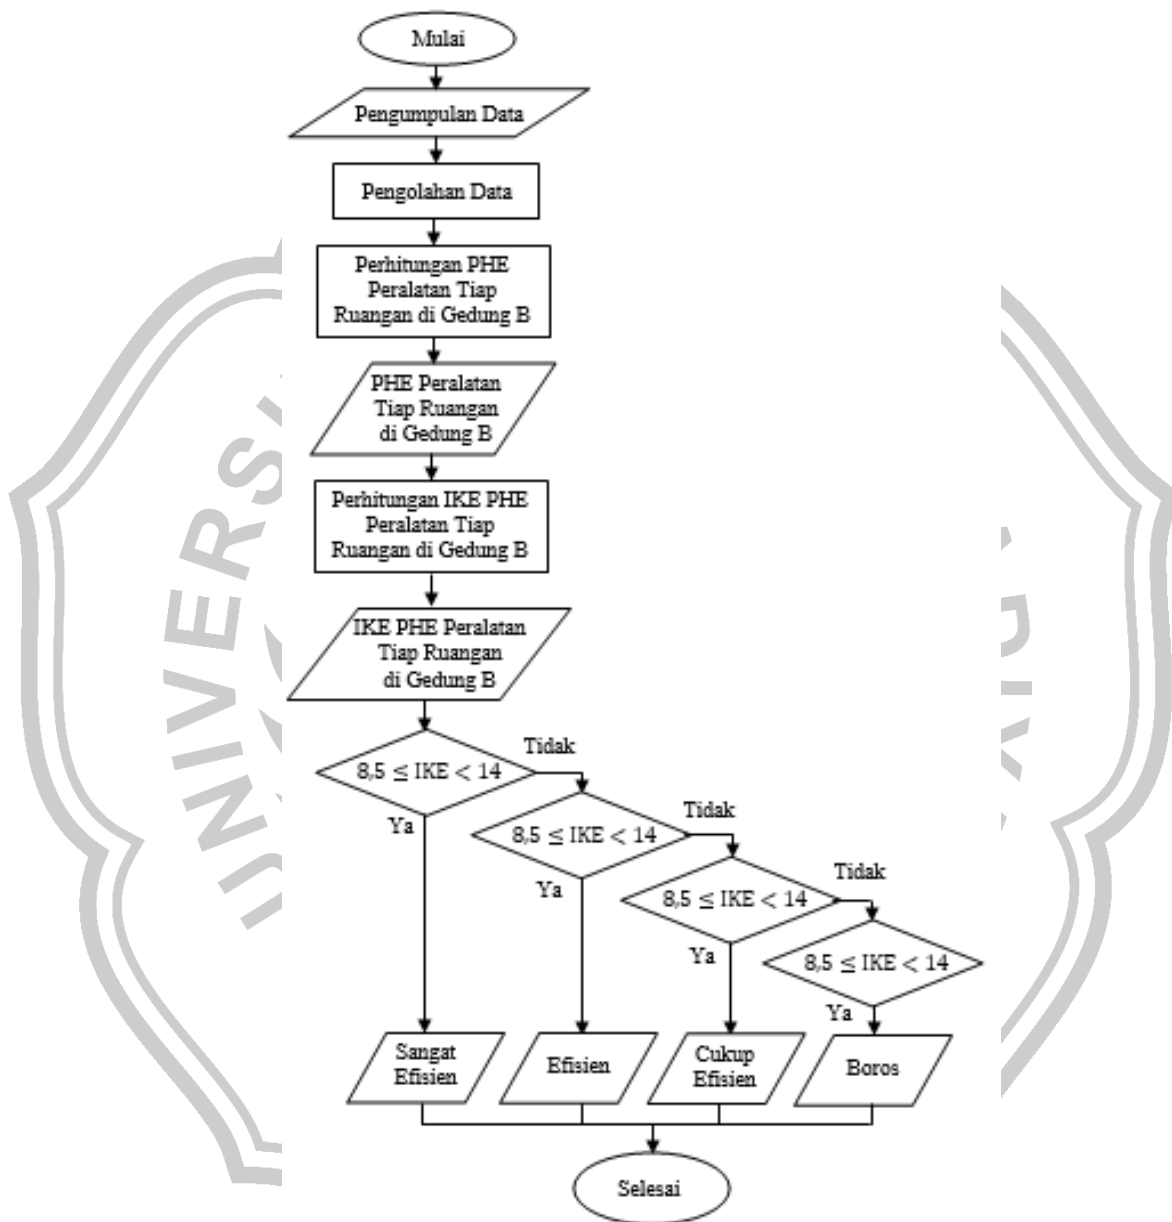 Mulai
Pengumpulan Data
Pengolahan Data
Perhitungan PHE
Peralatan Tiap
Ruangan di Gedung B
PHE Peralatan
Tiap Ruangan
di Gedung B
Perhitungan IKE PHE
Peralatan Tiap
Ruangan di Gedung B
IKE PHE Peralatan
Tiap Ruangan
di Gedung B
8,5 ≤ IKE < 14
Tidak
Ya
8,5 ≤ IKE < 14
Tidak
Ya
8,5 ≤ IKE < 14
Tidak
Ya
8,5 ≤ IKE < 14
Ya
Sangat
Efisien
Efisien
Cukup
Efisien
Boros
Selesai